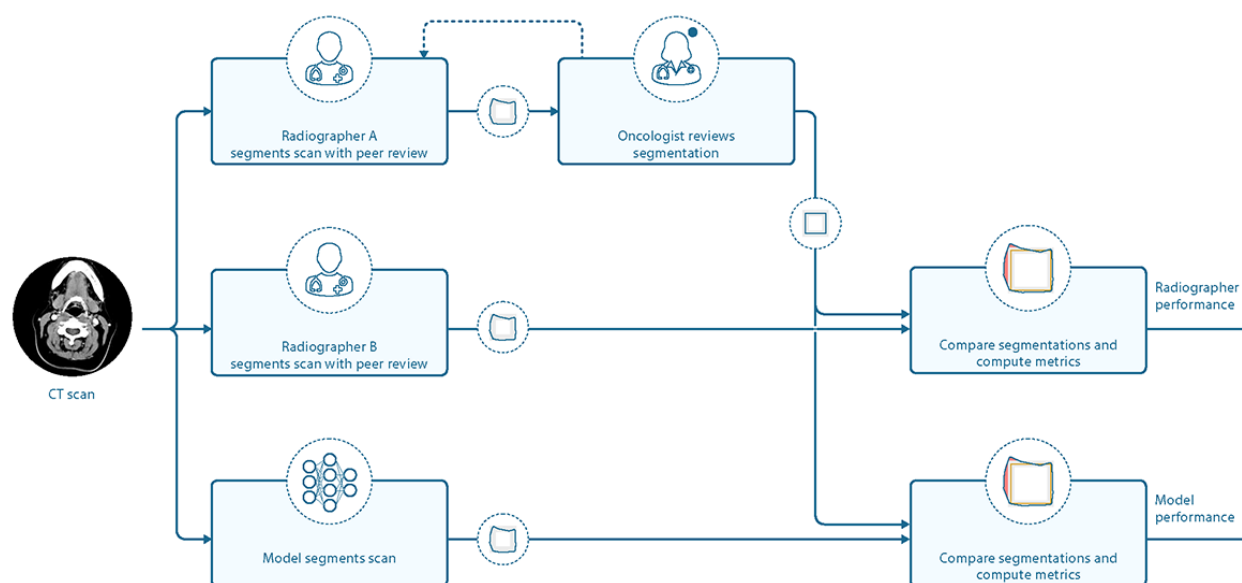 Radiographer A
segments scan with peer review
Oncologist reviews
segmentation
CT scan
Radiographer B
segments scan with peer review
Compare segmentations and
compute metrics
Radiographer
performance
Model segments scan
Compare segmentations and
compute metrics
Model
performance